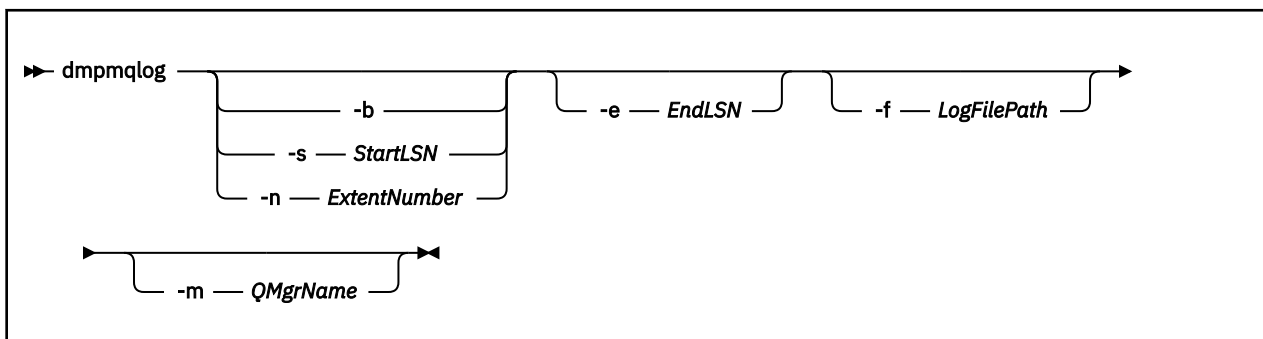 dmpmqlog
-b
-s StartLSN
-n ExtentNumber
-e EndLSN
-f LogFilePath
-m QMgrName